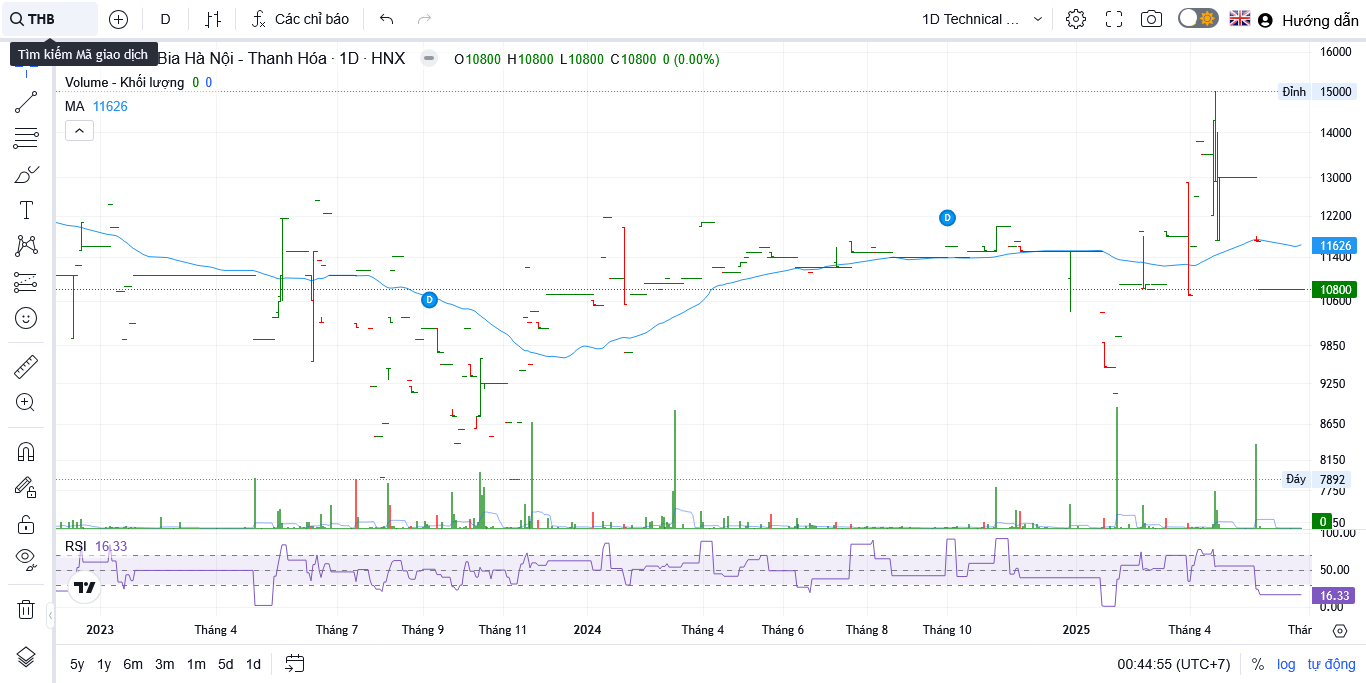 THB
D
Các chỉ báo
1D Technical ...
Hướng dẫn
Tìm kiếm Mã giao dịch
Bia Hà Nội - Thanh Hóa · 1D · HNX
O10800 H10800 L10800 C10800 0 (0.00%)
Volume - Khối lượng 0 0
MA 11626
16000
Đỉnh 15000
14000
13000
12200
11626
11400
10800
10600
9850
9250
8650
8150
Đáy 7892
7750
0
50
D
D
RSI 16.33
100.00
50.00
16.33
0.00
2023
Tháng 4
Tháng 7
Tháng 9
Tháng 11
2024
Tháng 4
Tháng 6
Tháng 8
Tháng 10
2025
Tháng 4
Thár
5y 1y 6m 3m 1m 5d 1d
00:44:55 (UTC+7)
% log tự động